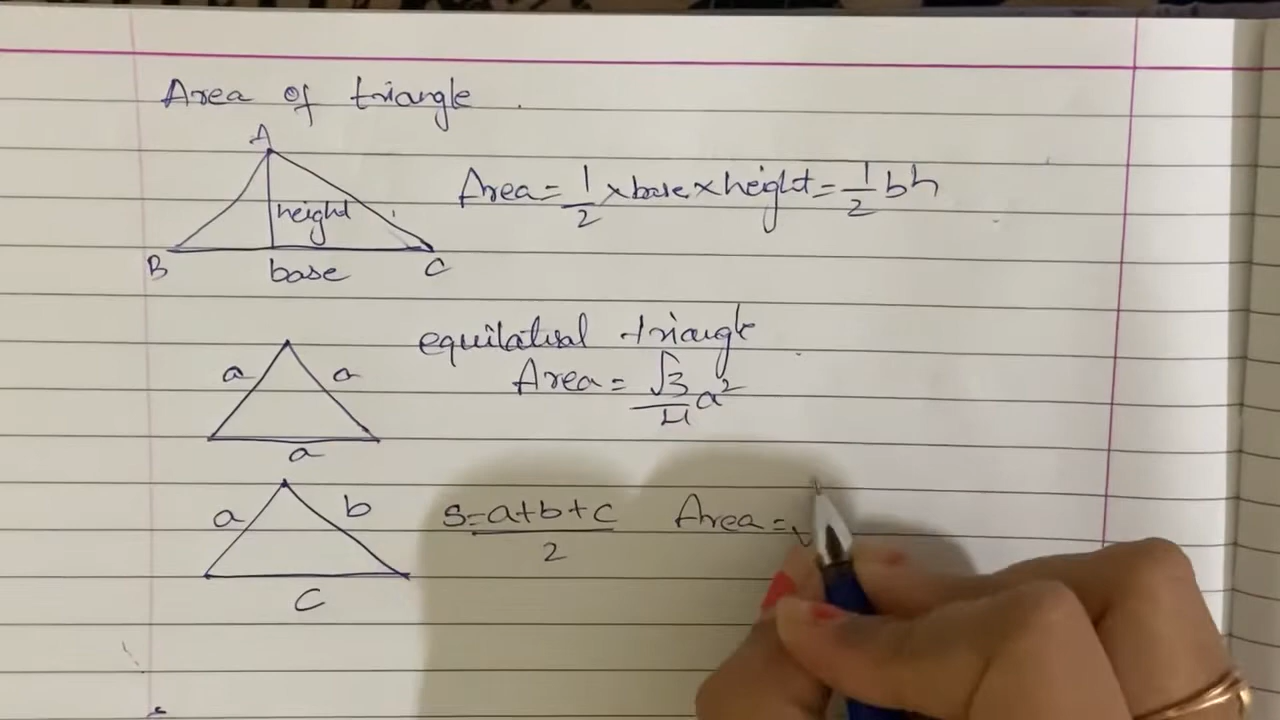 Area of triangle .
A
Area = 1/2 × base × height = 1/2 bh
height
B base C
equilateral triangle
a a
Area = √3/4 a²
a
a b
s = a+b+c/2 Area = √
c